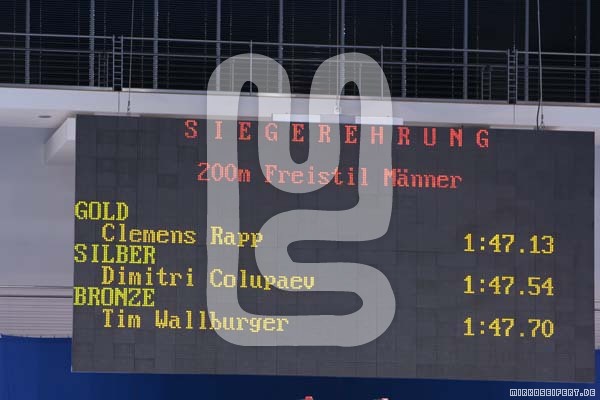 SIEGEREHRUNG
200m Freistil Männer
GOLD
Clemens Rapp 1:47.13
SILBER
Dimitri Colupaev 1:47.54
BRONZE
Tim Wallburger 1:47.70
MIRKOSEIFERT.DE